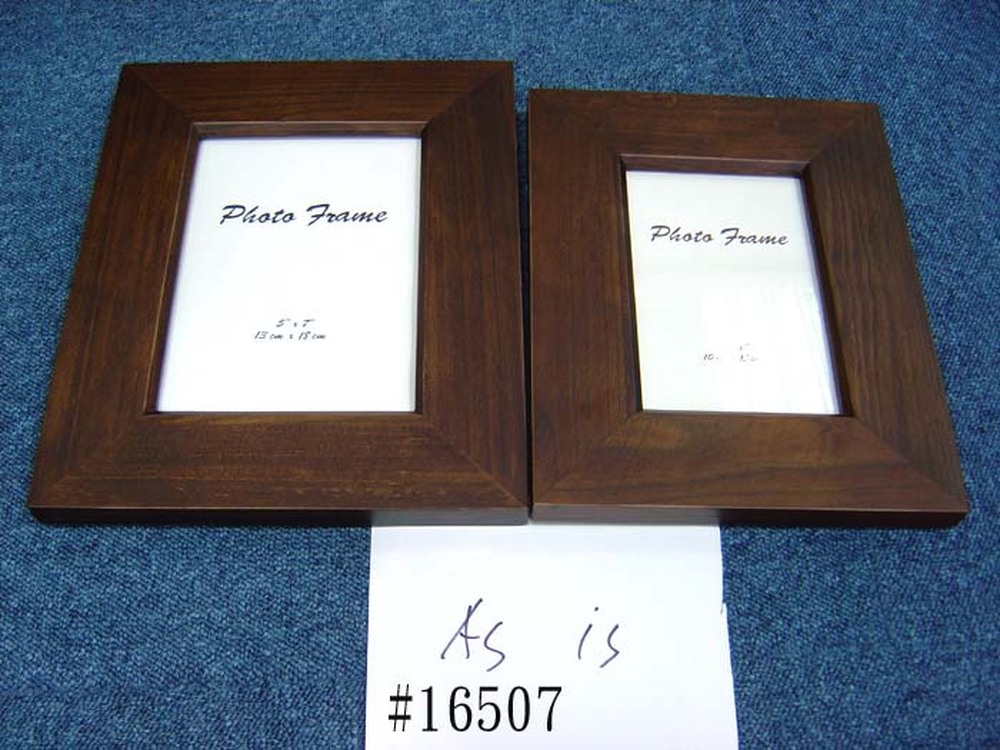 Photo Frame
5" x 7"
13 cm x 18 cm
Photo Frame
As is
#16507